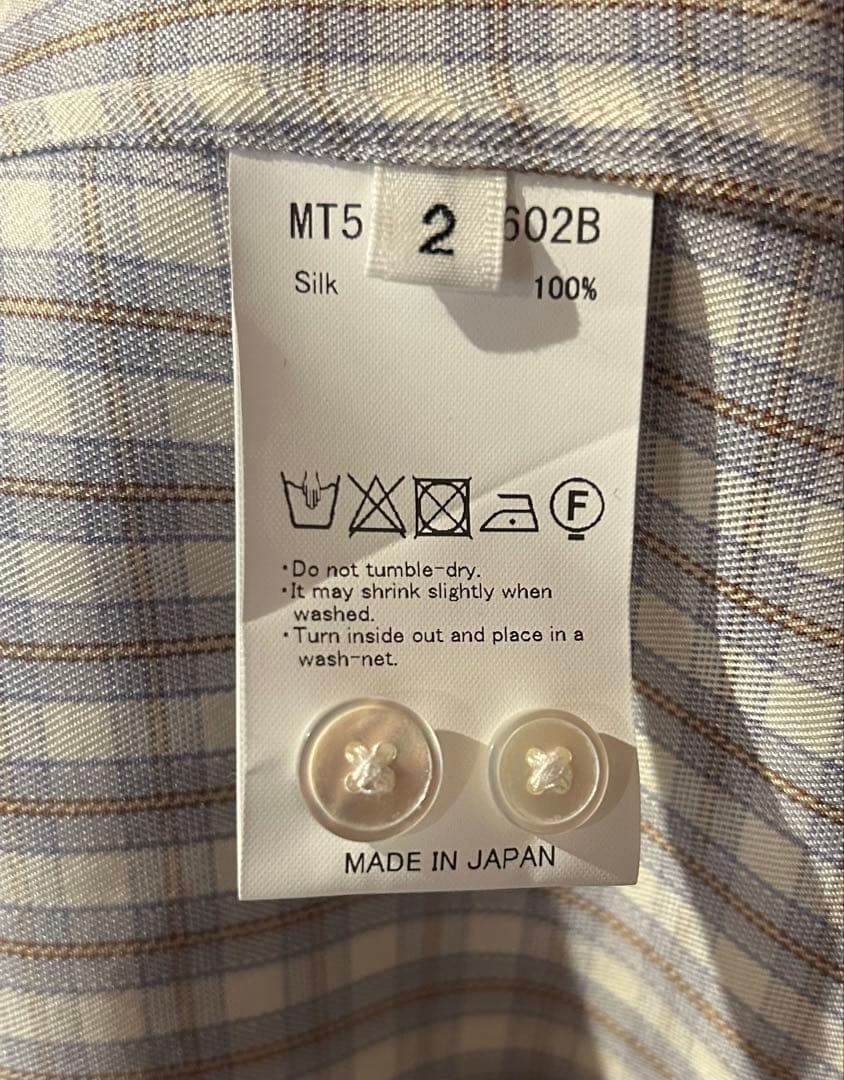 MT5 2 602B
Silk 100%
F
・Do not tumble-dry.
・It may shrink slightly when
washed.
・Turn inside out and place in a
wash-net.
MADE IN JAPAN